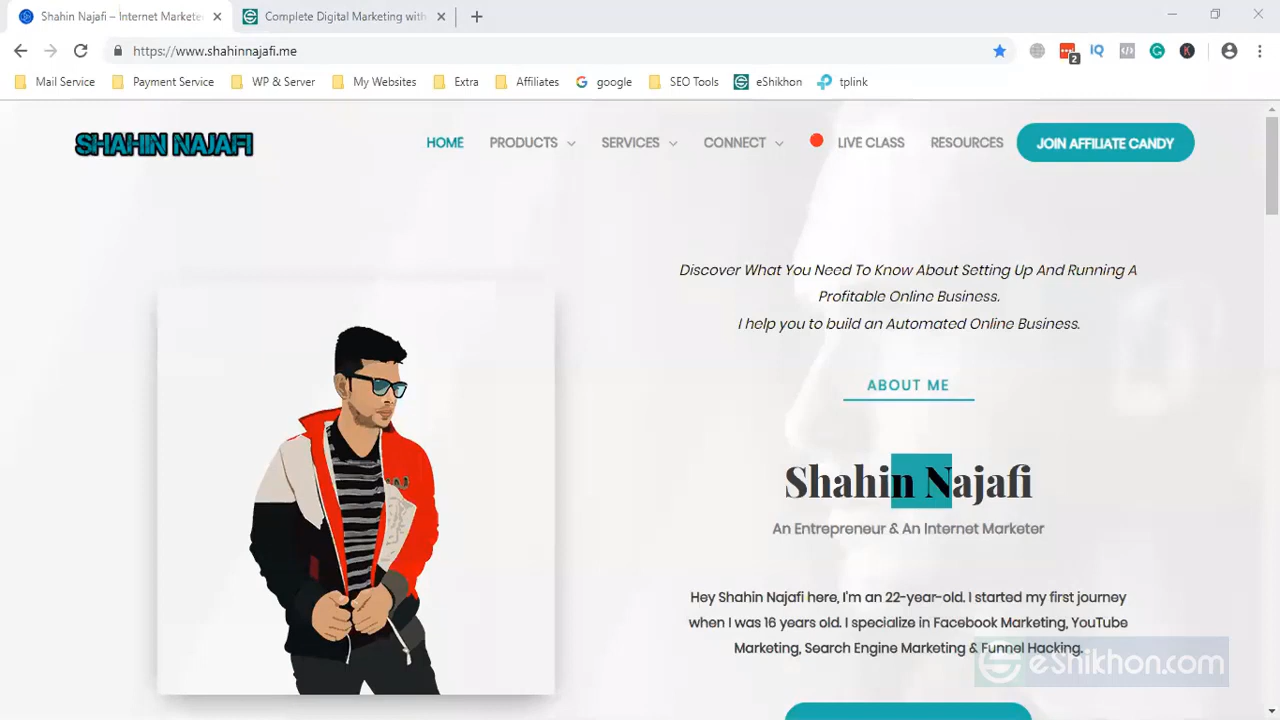 Shahin Najafi – Internet Markete
Complete Digital Marketing with
https://www.shahinnajafi.me
2
IQ
K
Mail Service
Payment Service
WP & Server
My Websites
Extra
Affiliates
google
SEO Tools
eShikhon
tplink
SHAHIN NAJAFI
HOME
PRODUCTS
SERVICES
CONNECT
LIVE CLASS
RESOURCES
JOIN AFFILIATE CANDY
Discover What You Need To Know About Setting Up And Running A
Profitable Online Business.
I help you to build an Automated Online Business.
ABOUT ME
Shahin Najafi
An Entrepreneur & An Internet Marketer
Hey Shahin Najafi here, I'm an 22-year-old. I started my first journey
when I was 16 years old. I specialize in Facebook Marketing, YouTube
Marketing, Search Engine Marketing & Funnel Hacking.
eShikhon.com